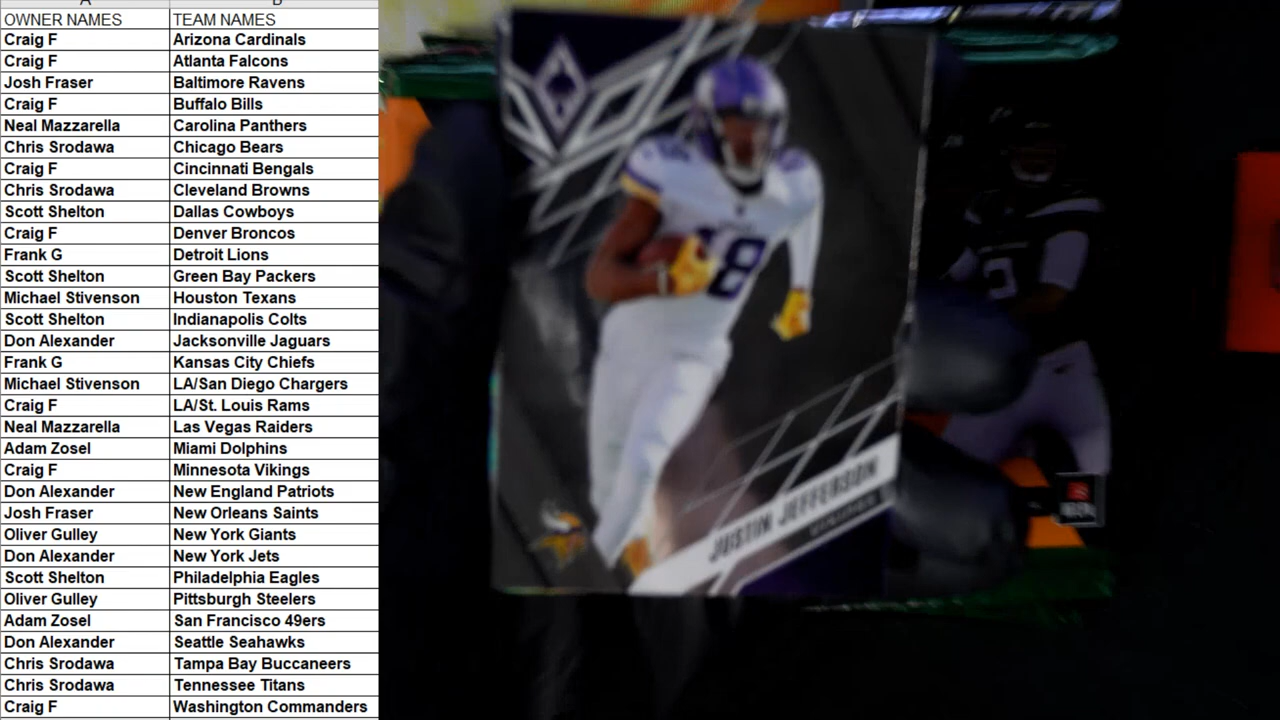 OWNER NAMES TEAM NAMES
Craig F Arizona Cardinals
Craig F Atlanta Falcons
Josh Fraser Baltimore Ravens
Craig F Buffalo Bills
Neal Mazzarella Carolina Panthers
Chris Srodawa Chicago Bears
Craig F Cincinnati Bengals
Chris Srodawa Cleveland Browns
Scott Shelton Dallas Cowboys
Craig F Denver Broncos
Frank G Detroit Lions
Scott Shelton Green Bay Packers
Michael Stivenson Houston Texans
Scott Shelton Indianapolis Colts
Don Alexander Jacksonville Jaguars
Frank G Kansas City Chiefs
Michael Stivenson LA/San Diego Chargers
Craig F LA/St. Louis Rams
Neal Mazzarella Las Vegas Raiders
Adam Zosel Miami Dolphins
Craig F Minnesota Vikings
Don Alexander New England Patriots
Josh Fraser New Orleans Saints
Oliver Gulley New York Giants
Don Alexander New York Jets
Scott Shelton Philadelphia Eagles
Oliver Gulley Pittsburgh Steelers
Adam Zosel San Francisco 49ers
Don Alexander Seattle Seahawks
Chris Srodawa Tampa Bay Buccaneers
Chris Srodawa Tennessee Titans
Craig F Washington Commanders
18
JUSTIN JEFFERSON